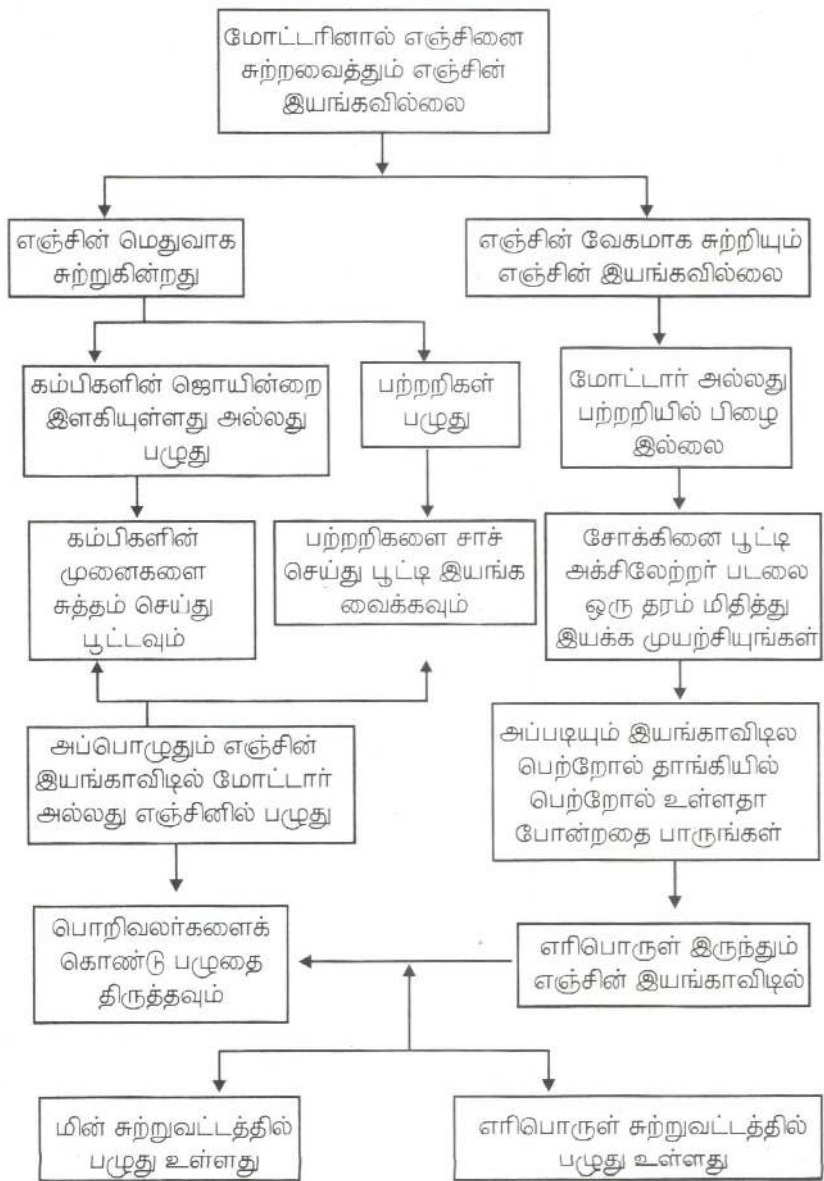 மோட்டரினால் எஞ்சினை
சுற்றவைத்தும் எஞ்சின்
இயங்கவில்லை
எஞ்சின் மெதுவாக
சுற்றுகின்றது
எஞ்சின் வேகமாக சுற்றியும்
எஞ்சின் இயங்கவில்லை
கம்பிகளின் ஜொயின்றை
இளகியுள்ளது அல்லது
பழுது
பற்றறிகள்
பழுது
மோட்டார் அல்லது
பற்றறியில் பிழை
இல்லை
கம்பிகளின்
முனைகளை
சுத்தம் செய்து
பூட்டவும்
பற்றறிகளை சாச்
செய்து பூட்டி இயங்க
வைக்கவும்
சோக்கினை பூட்டி
அக்சிலேற்றர் படலை
ஒரு தரம் மிதித்து
இயக்க முயற்சியுங்கள்
அப்பொழுதும் எஞ்சின்
இயங்காவிடில் மோட்டார்
அல்லது எஞ்சினில் பழுது
அப்படியும் இயங்காவிடில
பெற்றோல் தாங்கியில்
பெற்றோல் உள்ளதா
போன்றதை பாருங்கள்
பொறிவலர்களைக்
கொண்டு பழுதை
திருத்தவும்
எரிபொருள் இருந்தும்
எஞ்சின் இயங்காவிடில்
மின் சுற்றுவட்டத்தில்
பழுது உள்ளது
எரிபொருள் சுற்றுவட்டத்தில்
பழுது உள்ளது